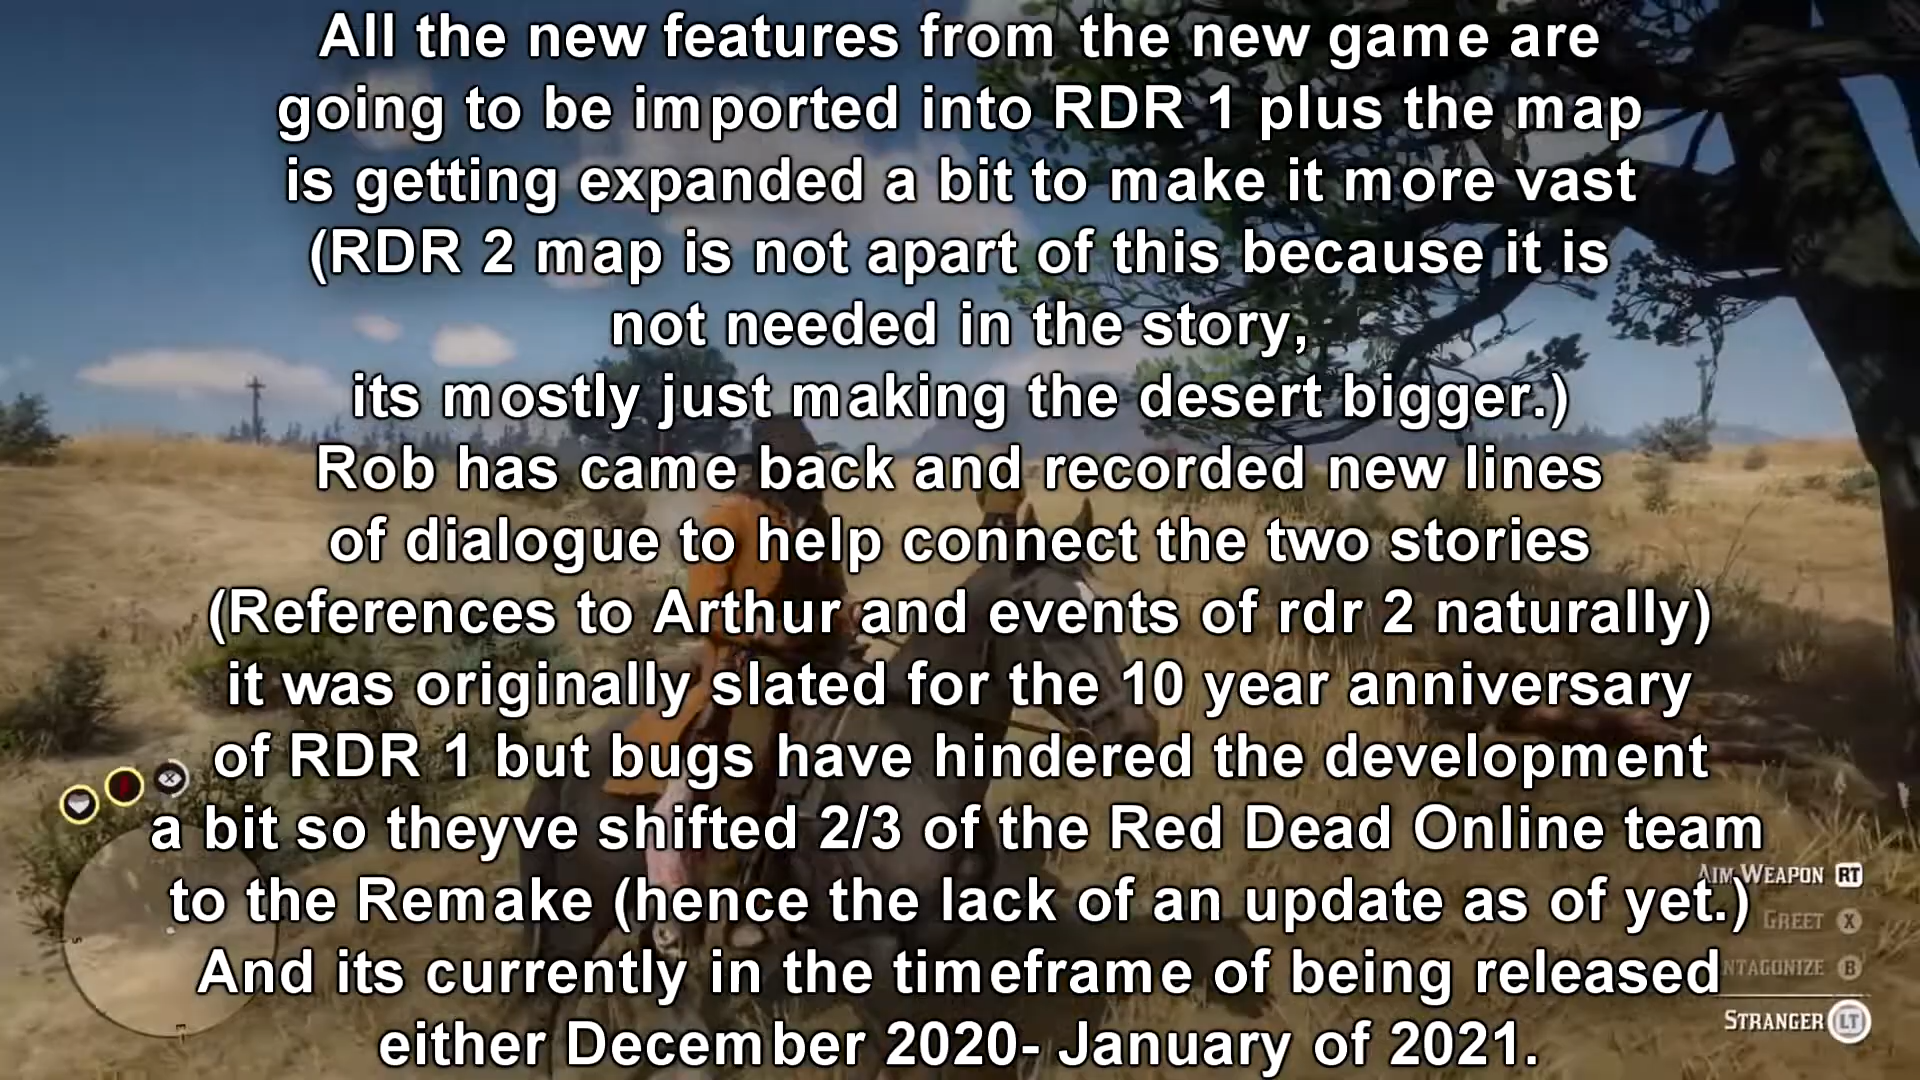 All the new features from the new game are
going to be imported into RDR 1 plus the map
is getting expanded a bit to make it more vast
(RDR 2 map is not apart of this because it is
not needed in the story,
its mostly just making the desert bigger.)
Rob has came back and recorded new lines
of dialogue to help connect the two stories
(References to Arthur and events of rdr 2 naturally)
it was originally slated for the 10 year anniversary
of RDR 1 but bugs have hindered the development
a bit so theyve shifted 2/3 of the Red Dead Online team
to the Remake (hence the lack of an update as of yet.)
And its currently in the timeframe of being released
either December 2020- January of 2021.
AIM WEAPON RT
GREET X
NTAGONIZE B
STRANGER LT
S
E